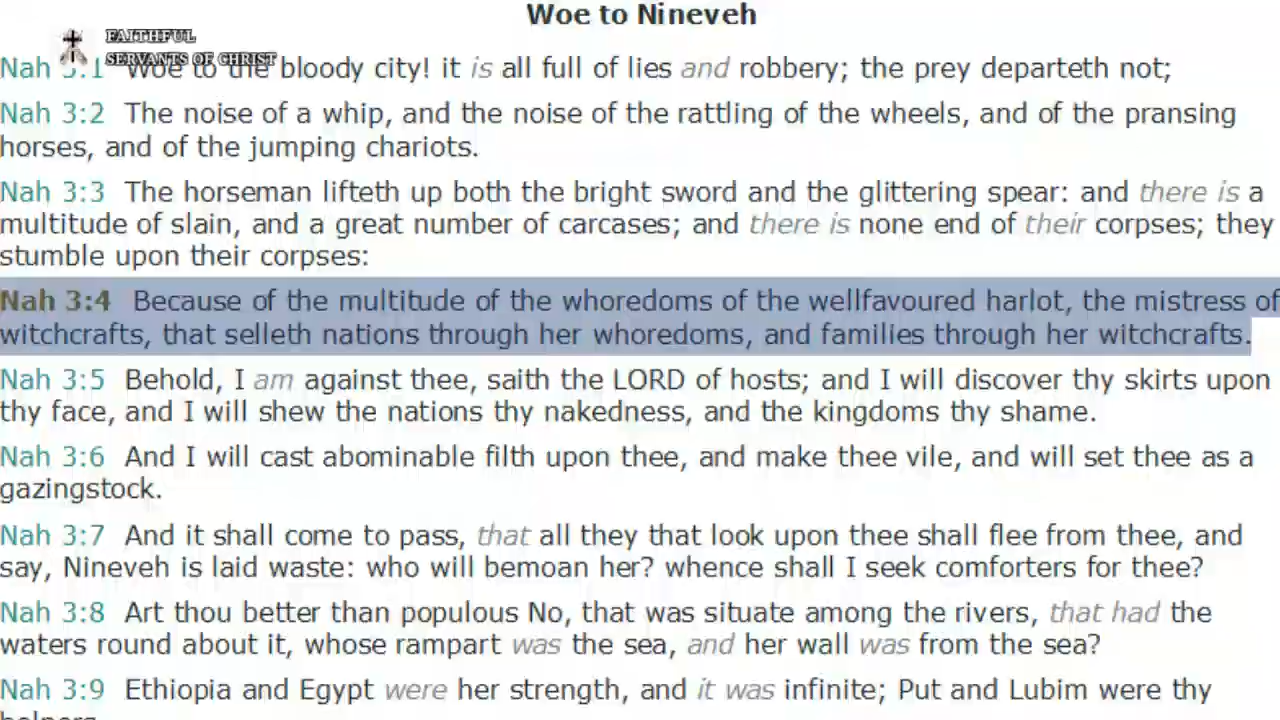 Woe to Nineveh
FAITHFUL
SERVANTS OF CHRIST
Nah 3:1 Woe to the bloody city! it is all full of lies and robbery; the prey departeth not;
Nah 3:2 The noise of a whip, and the noise of the rattling of the wheels, and of the pransing
horses, and of the jumping chariots.
Nah 3:3 The horseman lifteth up both the bright sword and the glittering spear: and there is a
multitude of slain, and a great number of carcases; and there is none end of their corpses; they
stumble upon their corpses:
Nah 3:4 Because of the multitude of the whoredoms of the wellfavoured harlot, the mistress of
witchcrafts, that selleth nations through her whoredoms, and families through her witchcrafts.
Nah 3:5 Behold, I am against thee, saith the LORD of hosts; and I will discover thy skirts upon
thy face, and I will shew the nations thy nakedness, and the kingdoms thy shame.
Nah 3:6 And I will cast abominable filth upon thee, and make thee vile, and will set thee as a
gazingstock.
Nah 3:7 And it shall come to pass, that all they that look upon thee shall flee from thee, and
say, Nineveh is laid waste: who will bemoan her? whence shall I seek comforters for thee?
Nah 3:8 Art thou better than populous No, that was situate among the rivers, that had the
waters round about it, whose rampart was the sea, and her wall was from the sea?
Nah 3:9 Ethiopia and Egypt were her strength, and it was infinite; Put and Lubim were thy